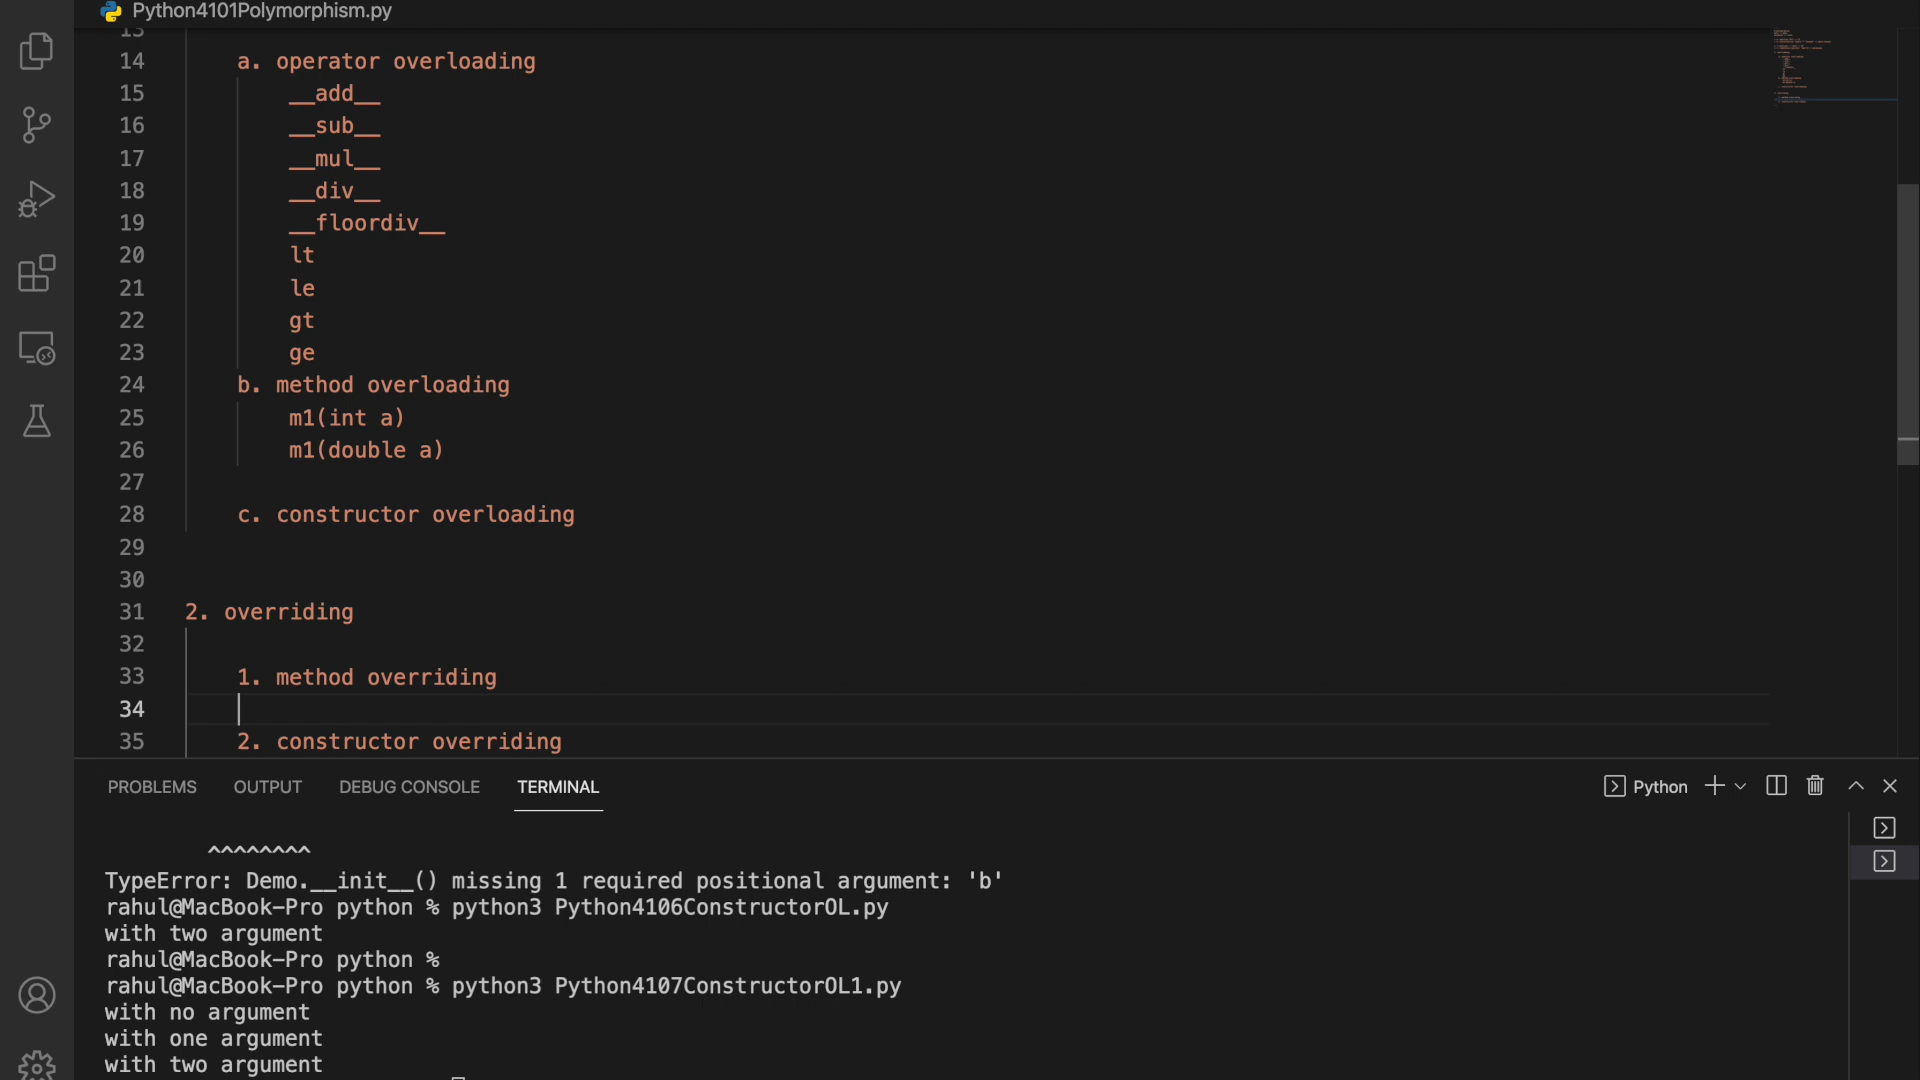 Python4101Polymorphism.py
13
14 a. operator overloading
15 __add__
16 __sub__
17 __mul__
18 __div__
19 __floordiv__
20 lt
21 le
22 gt
23 ge
24 b. method overloading
25 m1(int a)
26 m1(double a)
27
28 c. constructor overloading
29
30
31 2. overriding
32
33 1. method overriding
34
35 2. constructor overriding
PROBLEMS OUTPUT DEBUG CONSOLE TERMINAL Python
^^^^^^^^
TypeError: Demo.__init__() missing 1 required positional argument: 'b'
rahul@MacBook-Pro python % python3 Python4106ConstructorOL.py
with two argument
rahul@MacBook-Pro python %
rahul@MacBook-Pro python % python3 Python4107ConstructorOL1.py
with no argument
with one argument
with two argument